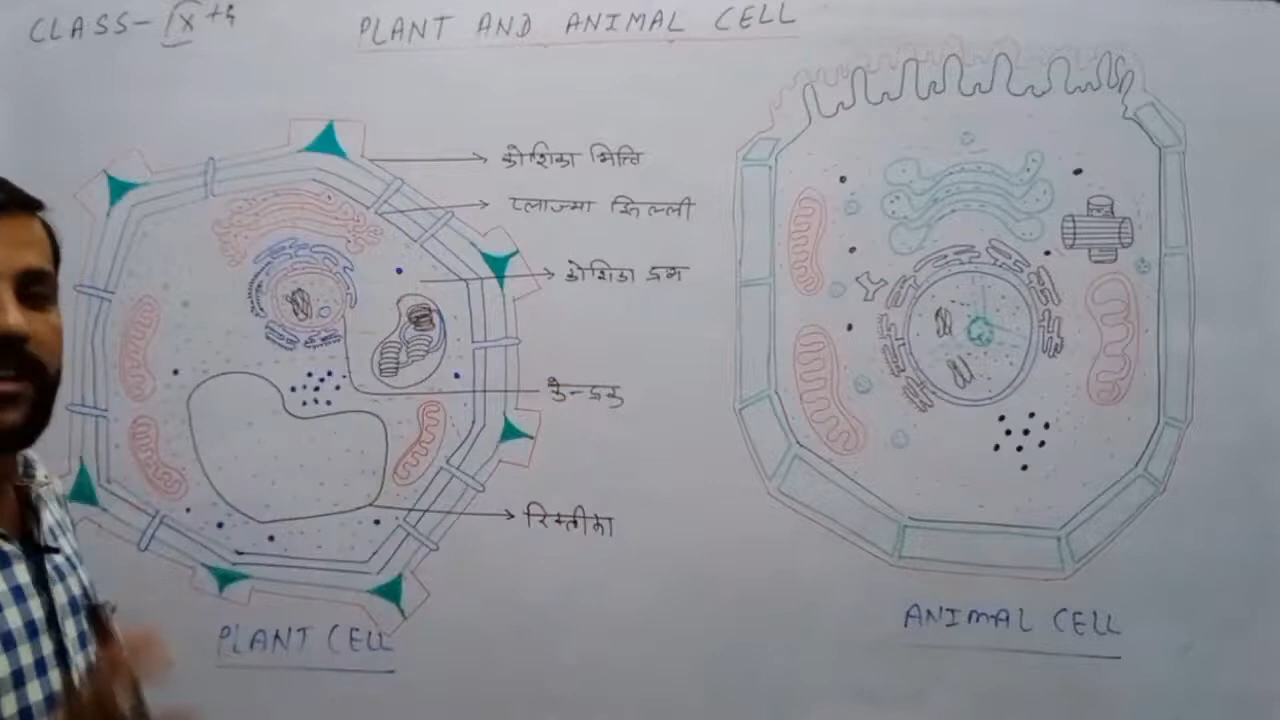 CLASS-IX+h
PLANT AND ANIMAL CELL
कोशिका भित्ति
प्लाज्मा झिल्ली
कोशिका द्रव्य
केन्द्रक
रिक्तिका
PLANT CELL
ANIMAL CELL